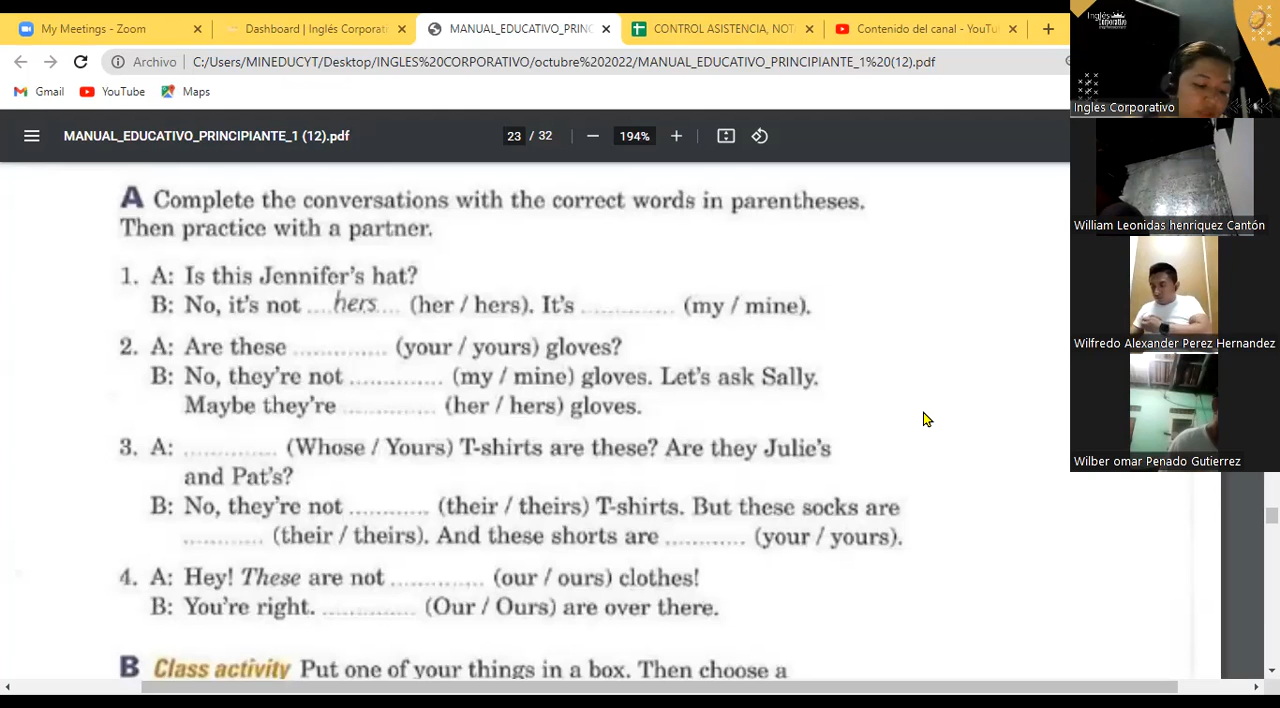 My Meetings - Zoom
Dashboard | Inglés Corporati
MANUAL_EDUCATIVO_PRINC
CONTROL ASISTENCIA, NOT
Contenido del canal - YouTu
Archivo C:/Users/MINEDUCYT/Desktop/INGLES%20CORPORATIVO/octubre%202022/MANUAL_EDUCATIVO_PRINCIPIANTE_1%20(12).pdf
Gmail YouTube Maps
MANUAL_EDUCATIVO_PRINCIPIANTE_1 (12).pdf
23 / 32
194%
A Complete the conversations with the correct words in parentheses.
Then practice with a partner.
1. A: Is this Jennifer's hat?
B: No, it's not ....hers.... (her / hers). It's ............. (my / mine).
2. A: Are these ............. (your / yours) gloves?
B: No, they're not ............. (my / mine) gloves. Let's ask Sally.
Maybe they're ............. (her / hers) gloves.
3. A: ............. (Whose / Yours) T-shirts are these? Are they Julie's
and Pat's?
B: No, they're not ............ (their / theirs) T-shirts. But these socks are
............ (their / theirs). And these shorts are ............ (your / yours).
4. A: Hey! These are not ............. (our / ours) clothes!
B: You're right. ............. (Our / Ours) are over there.
B Class activity Put one of your things in a box. Then choose a
Inglés
Ingles Corporativo
William Leonidas henriquez Cantón
Wilfredo Alexander Perez Hernandez
Wilber omar Penado Gutierrez